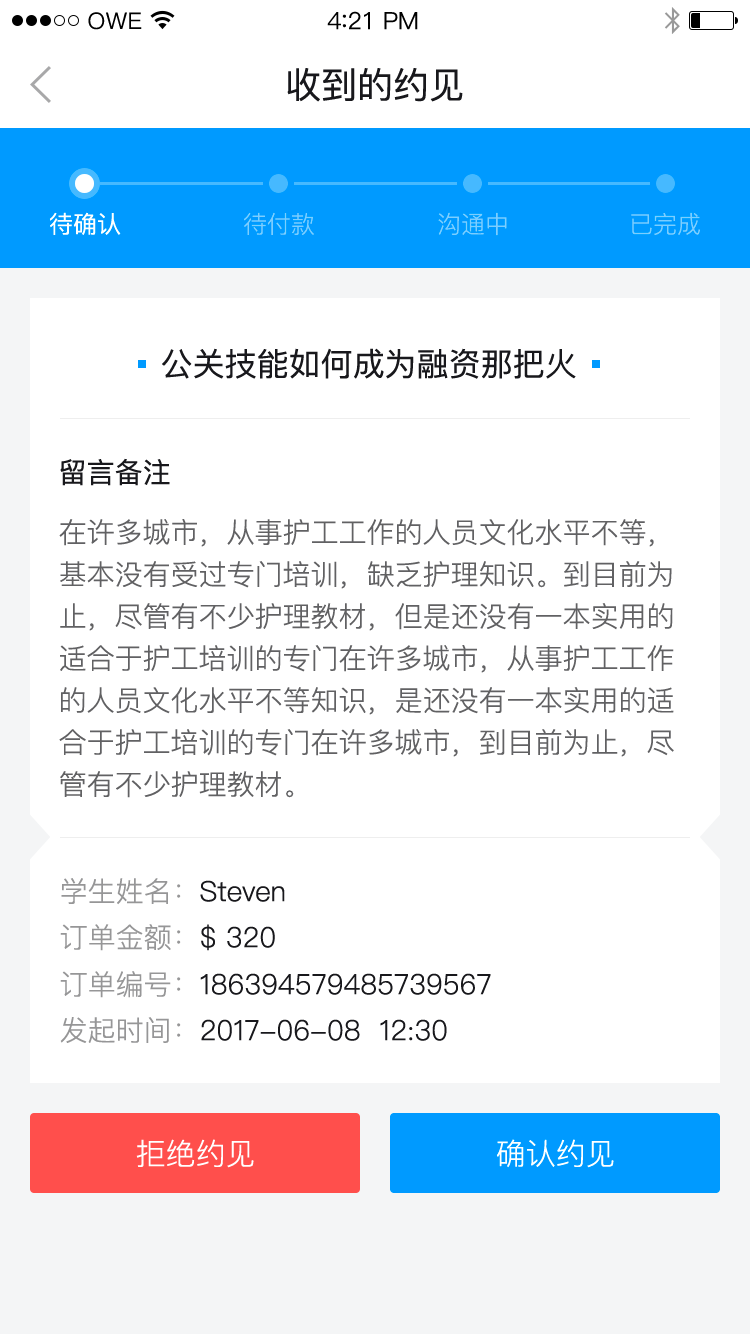 OWE
4:21 PM
收到的约见
待确认
待付款
沟通中
已完成
公关技能如何成为融资那把火
留言备注
在许多城市，从事护工工作的人员文化水平不等，
基本没有受过专门培训，缺乏护理知识。到目前为
止，尽管有不少护理教材，但是还没有一本实用的
适合于护工培训的专门在许多城市，从事护工工作
的人员文化水平不等知识，是还没有一本实用的适
合于护工培训的专门在许多城市，到目前为止，尽
管有不少护理教材。
学生姓名：Steven
订单金额：$ 320
订单编号：186394579485739567
发起时间：2017-06-08 12:30
拒绝约见
确认约见